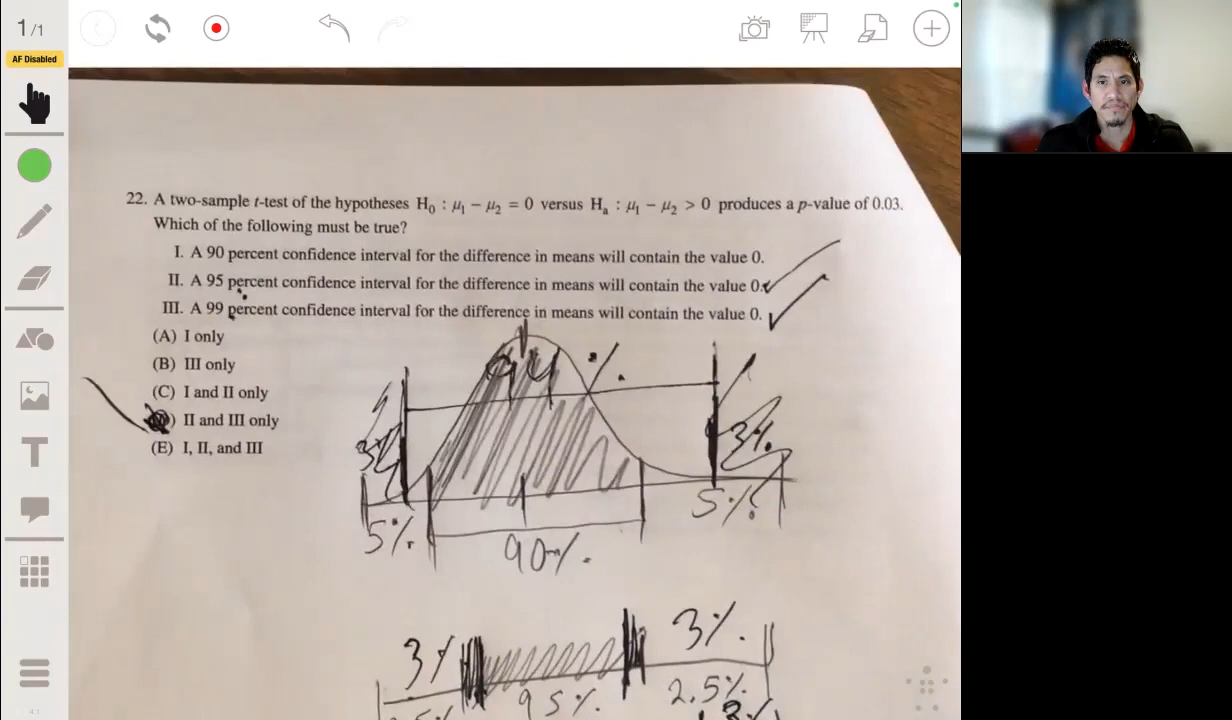 1/1
AF Disabled
22. A two-sample t-test of the hypotheses H₀ : μ₁ − μ₂ = 0 versus Hₐ : μ₁ − μ₂ > 0 produces a p-value of 0.03.
Which of the following must be true?
I. A 90 percent confidence interval for the difference in means will contain the value 0.
II. A 95 percent confidence interval for the difference in means will contain the value 0.
III. A 99 percent confidence interval for the difference in means will contain the value 0.
(A) I only
(B) III only
(C) I and II only
) II and III only
(E) I, II, and III
94 %.
3%
3%
5%.
90%.
5%.
3%
3%.
95%.
2.5%.
T